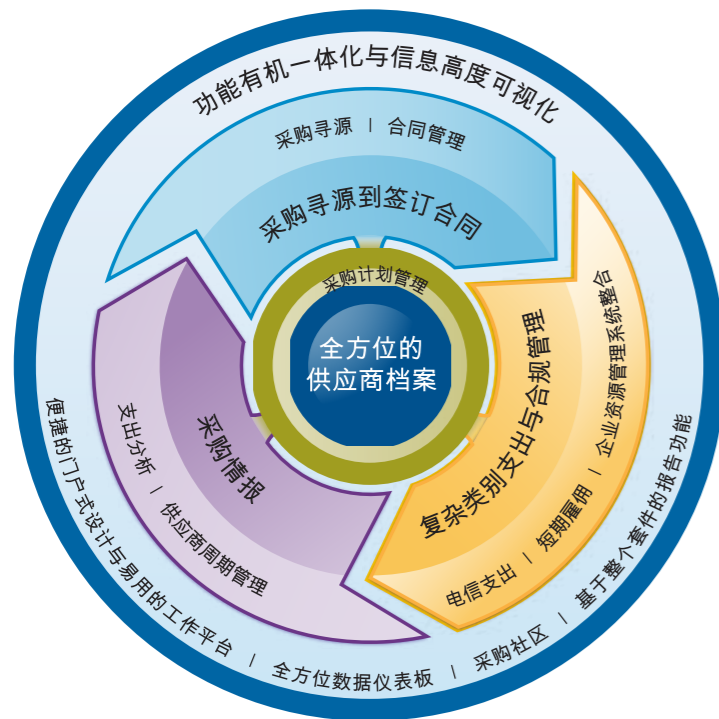 功能有机一体化与信息高度可视化
采购寻源 | 合同管理
采购寻源到签订合同
采购计划管理
全方位的
供应商档案
复杂类别支出与合规管理
电信支出 | 短期雇佣 | 企业资源管理系统整合
采购情报
支出分析 | 供应商周期管理
便捷的门户式设计与易用的工作平台 | 全方位数据仪表板 | 采购社区 | 基于整个套件的报告功能